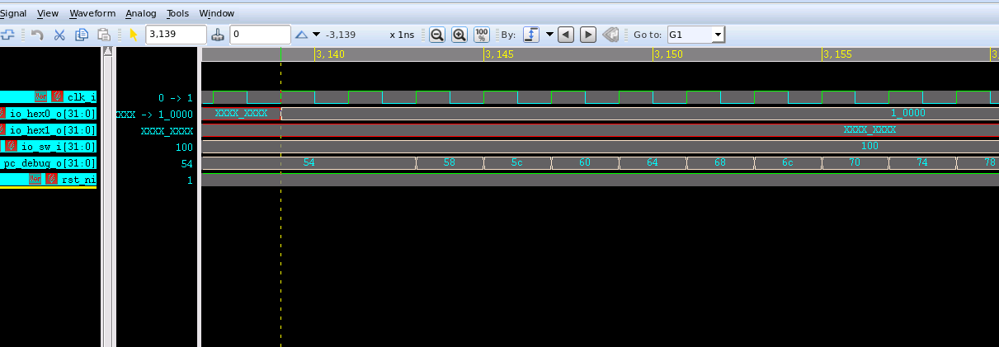 Signal View Waveform Analog Tools Window
3,139 0 -3,139 x 1ns 100 % By: Go to: G1
3,140 3,145 3,150 3,155 3,
clk_i 0 -> 1
io_hex0_o[31:0] XXX -> 1_0000 XXXX_XXXX 1_0000
io_hex1_o[31:0] XXXX_XXXX XXXX_XXXX
io_sw_i[31:0] 100 100
pc_debug_o[31:0] 54 54 58 5c 60 64 68 6c 70 74 78
rst_ni 1